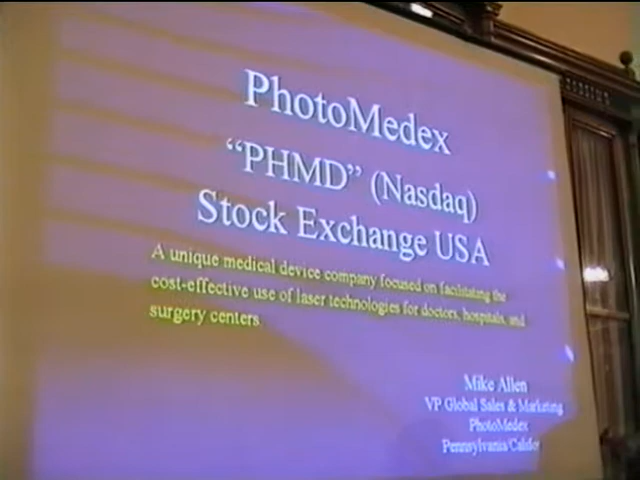 PhotoMedex
“PHMD” (Nasdaq)
Stock Exchange USA
A unique medical device company focused on facilitating the
cost-effective use of laser technologies for doctors, hospitals, and
surgery centers.
Mike Allen
VP Global Sales & Marketing
PhotoMedex